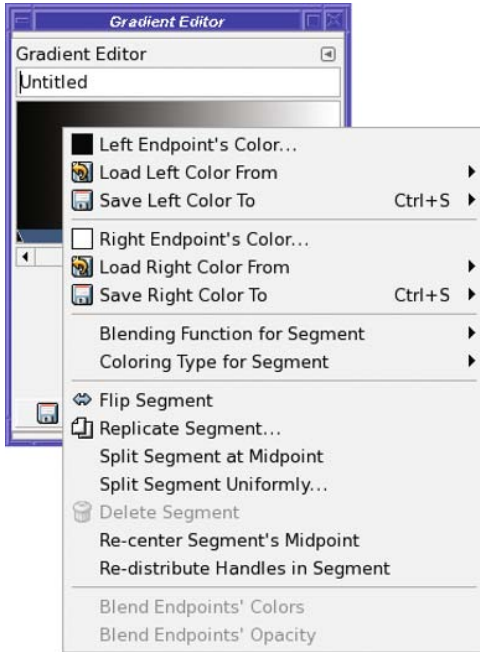 Gradient Editor
Gradient Editor
Untitled
Left Endpoint's Color...
Load Left Color From
Save Left Color To Ctrl+S
Right Endpoint's Color...
Load Right Color From
Save Right Color To Ctrl+S
Blending Function for Segment
Coloring Type for Segment
Flip Segment
Replicate Segment...
Split Segment at Midpoint
Split Segment Uniformly...
Delete Segment
Re-center Segment's Midpoint
Re-distribute Handles in Segment
Blend Endpoints' Colors
Blend Endpoints' Opacity